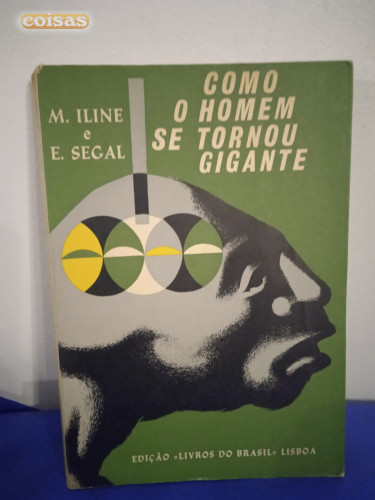 coisas
M. ILINE
e
E. SEGAL
COMO
O HOMEM
SE TORNOU
GIGANTE
EDIÇÃO «LIVROS DO BRASIL» LISBOA